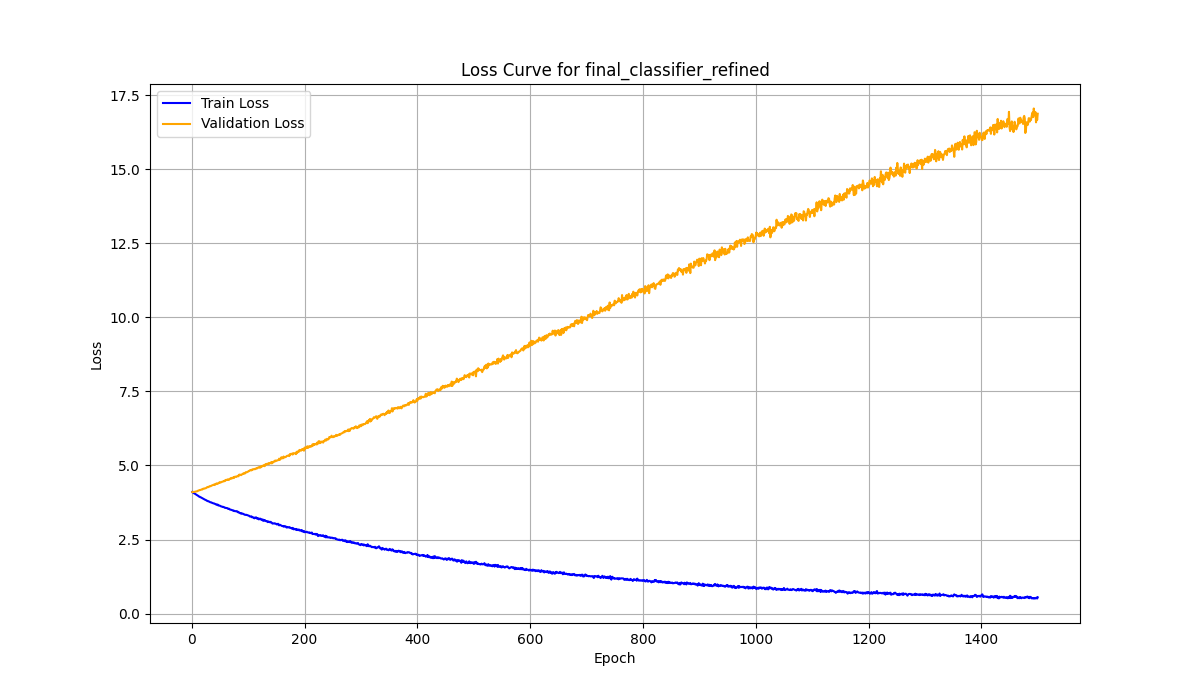 Loss Curve for final_classifier_refined
Train Loss
Validation Loss
17.5
15.0
12.5
10.0
7.5
5.0
2.5
0.0
Loss
0 200 400 600 800 1000 1200 1400
Epoch